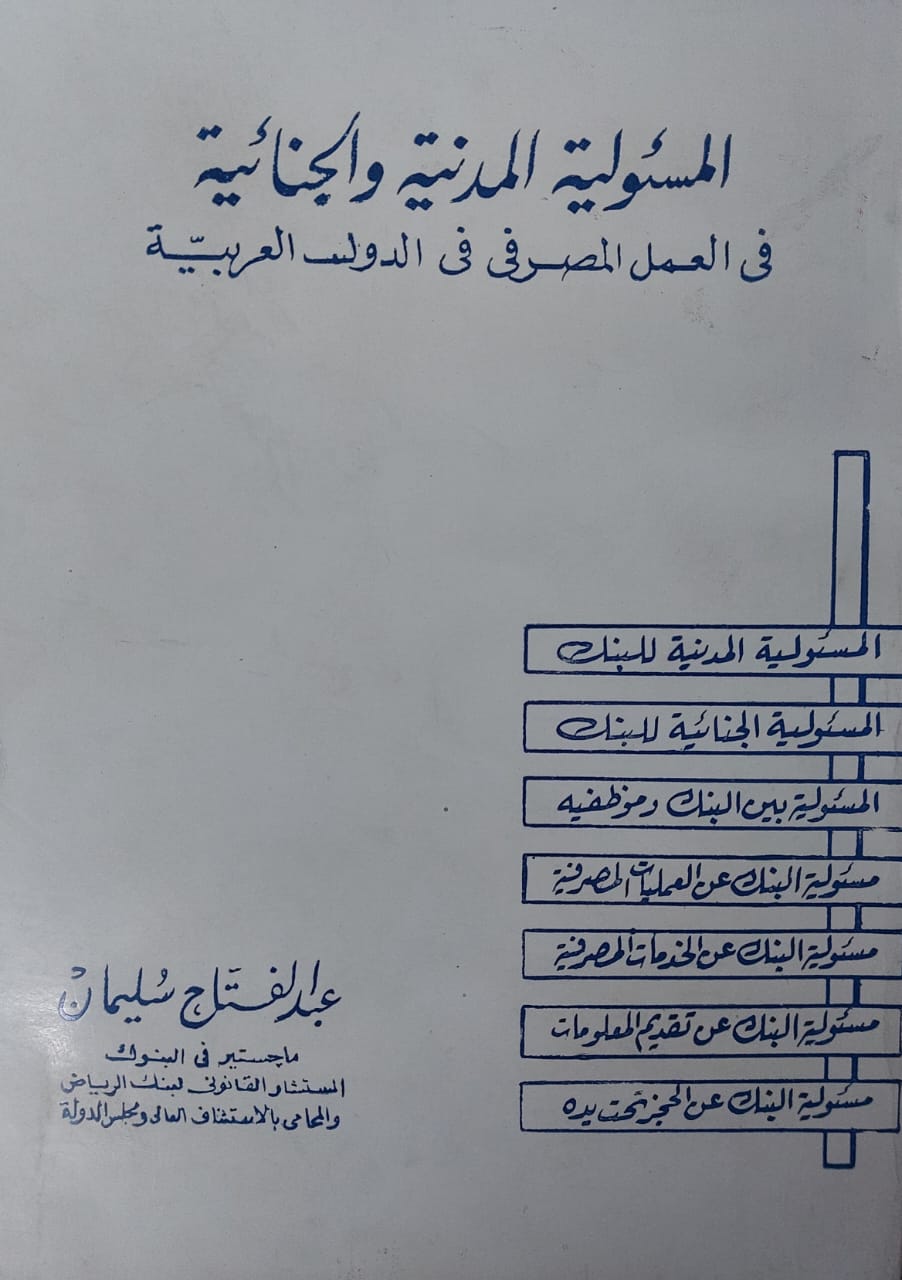 المسئولية المدنية والجنائية
فى العمل المصرفى فى الدول العربيّة
المسئولية المدنية للبنك
المسئولية الجنائية للبنك
المسئولية بين البنك وموظفيه
مسئولية البنك عن العمليات المصرفية
مسئولية البنك عن الخدمات المصرفية
مسئولية البنك عن تقديم المعلومات
مسئولية البنك عن الحجز تحت يده
عبد الفتاح سليمان
ماجستير فى البنوك
المستشار القانونى لبنك الرياض
والمحامى بالاستئناف العالى ومجلس الدولة